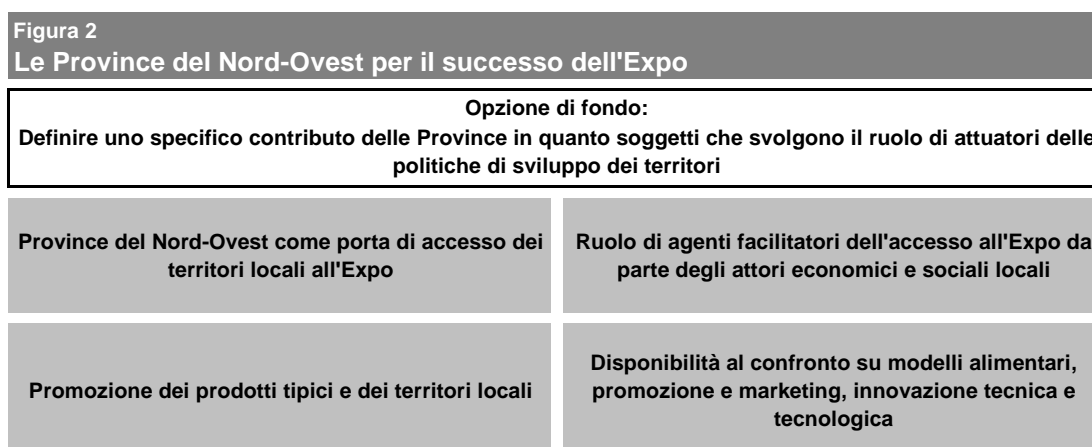 Figura 2
Le Province del Nord-Ovest per il successo dell'Expo
Opzione di fondo:
Definire uno specifico contributo delle Province in quanto soggetti che svolgono il ruolo di attuatori delle
politiche di sviluppo dei territori
Province del Nord-Ovest come porta di accesso dei
territori locali all'Expo
Ruolo di agenti facilitatori dell'accesso all'Expo da
parte degli attori economici e sociali locali
Promozione dei prodotti tipici e dei territori locali
Disponibilità al confronto su modelli alimentari,
promozione e marketing, innovazione tecnica e
tecnologica